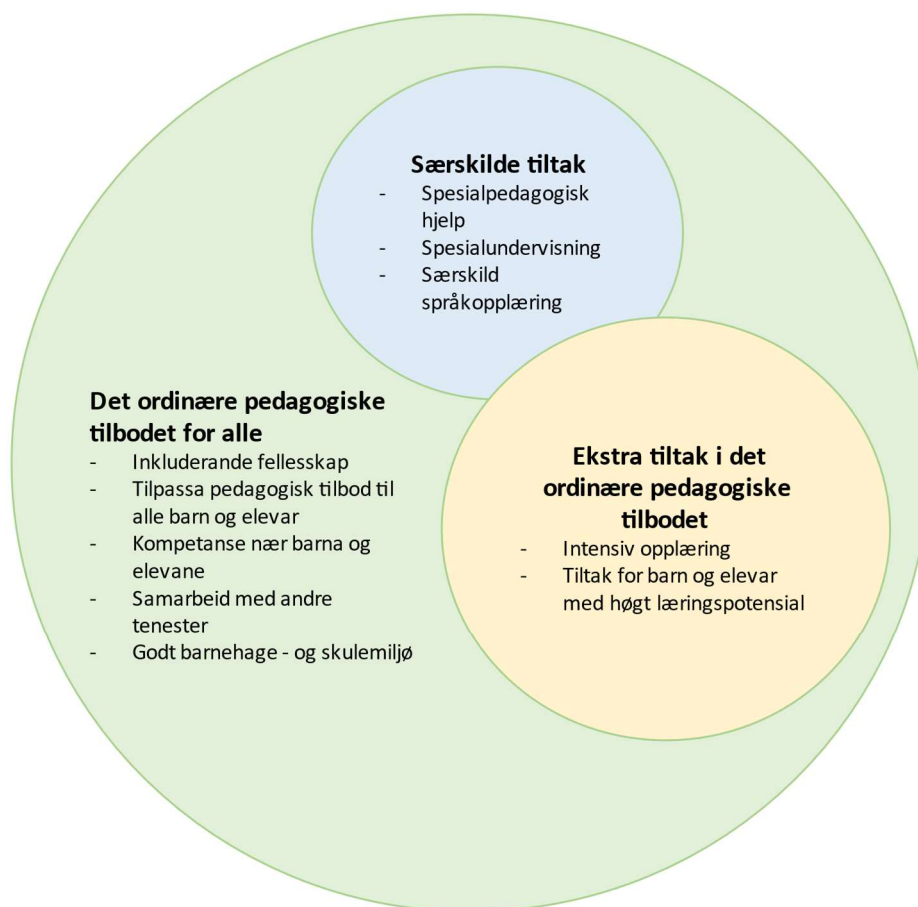 Særskilde tiltak
- Spesialpedagogisk
hjelp
- Spesialundervisning
- Særskild
språkopplæring
Det ordinære pedagogiske
tilbodet for alle
- Inkluderande fellesskap
- Tilpassa pedagogisk tilbod til
alle barn og elevar
- Kompetanse nær barna og
elevane
- Samarbeid med andre
tenester
- Godt barnehage - og skulemiljø
Ekstra tiltak i det
ordinære pedagogiske
tilbodet
- Intensiv opplæring
- Tiltak for barn og elevar
med høgt læringspotensial